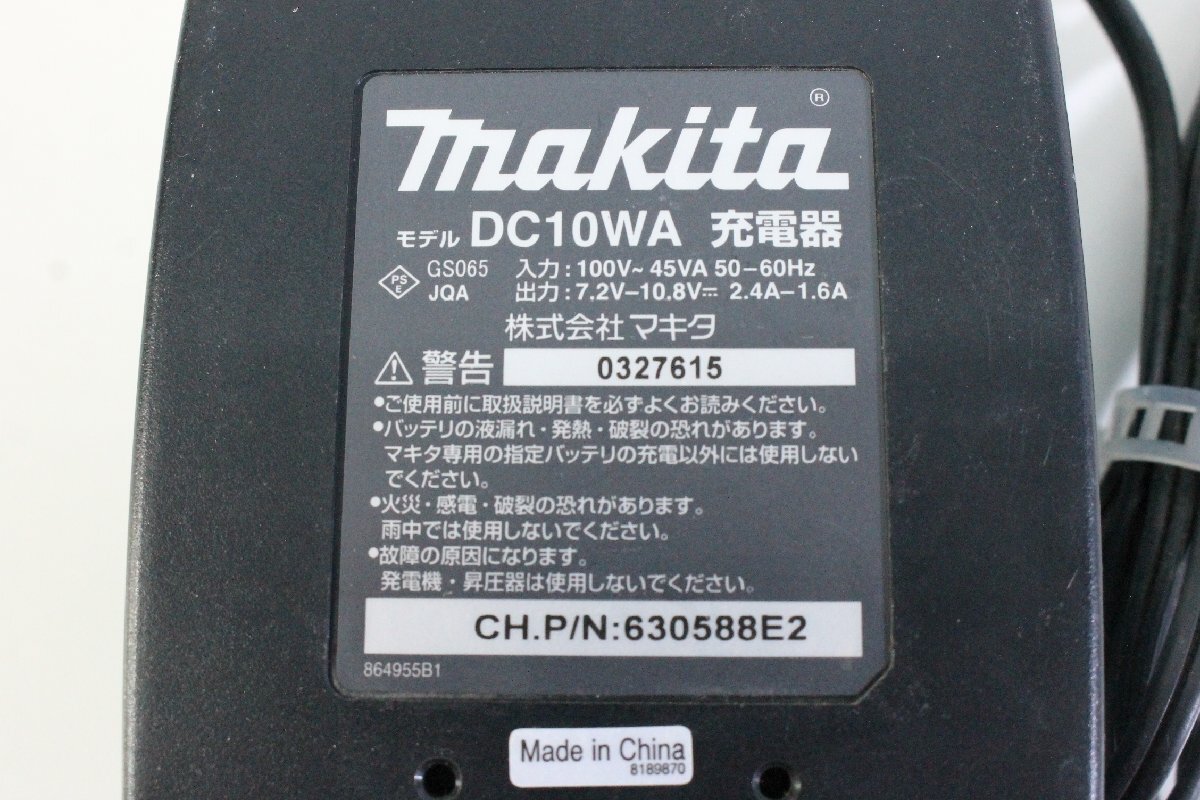 makita®
モデル DC10WA 充電器
PSE GS065 入力:100V~ 45VA 50-60Hz
JQA 出力:7.2V-10.8V⎓ 2.4A-1.6A
株式会社マキタ
警告 0327615
•ご使用前に取扱説明書を必ずよくお読みください。
•バッテリの液漏れ・発熱・破裂の恐れがあります。
マキタ専用の指定バッテリの充電以外には使用しない
でください。
•火災・感電・破裂の恐れがあります。
雨中では使用しないでください。
•故障の原因になります。
発電機・昇圧器は使用しないでください。
CH.P/N:630588E2
864955B1
Made in China
8189870